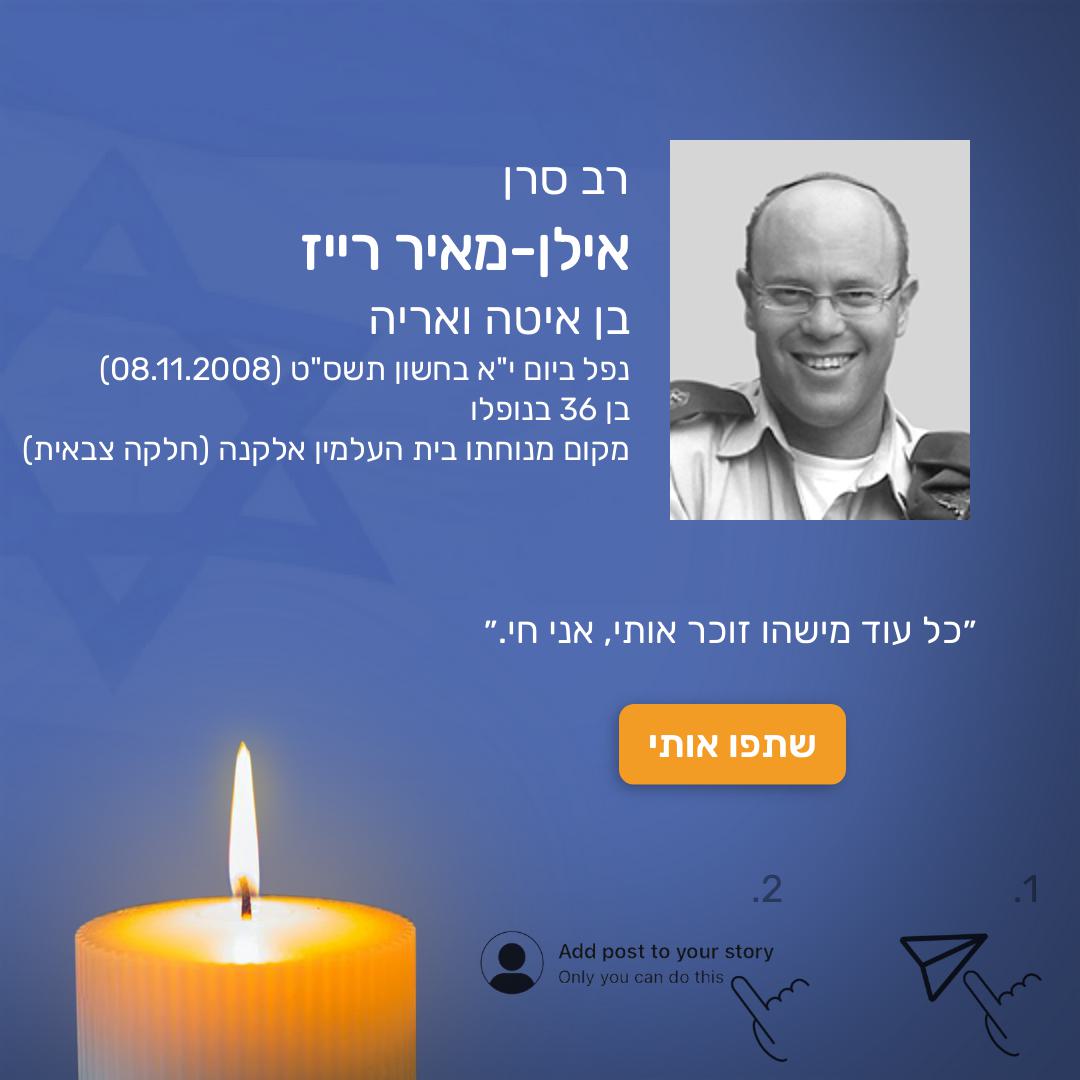 רב סרן
אילן-מאיר רייז
בן איטה ואריה
נפל ביום י"א בחשון תשס"ט (08.11.2008)
בן 36 בנופלו
מקום מנוחתו בית העלמין אלקנה (חלקה צבאית)
״כל עוד מישהו זוכר אותי, אני חי.״
שתפו אותי
.1
.2
Add post to your story
Only you can do this